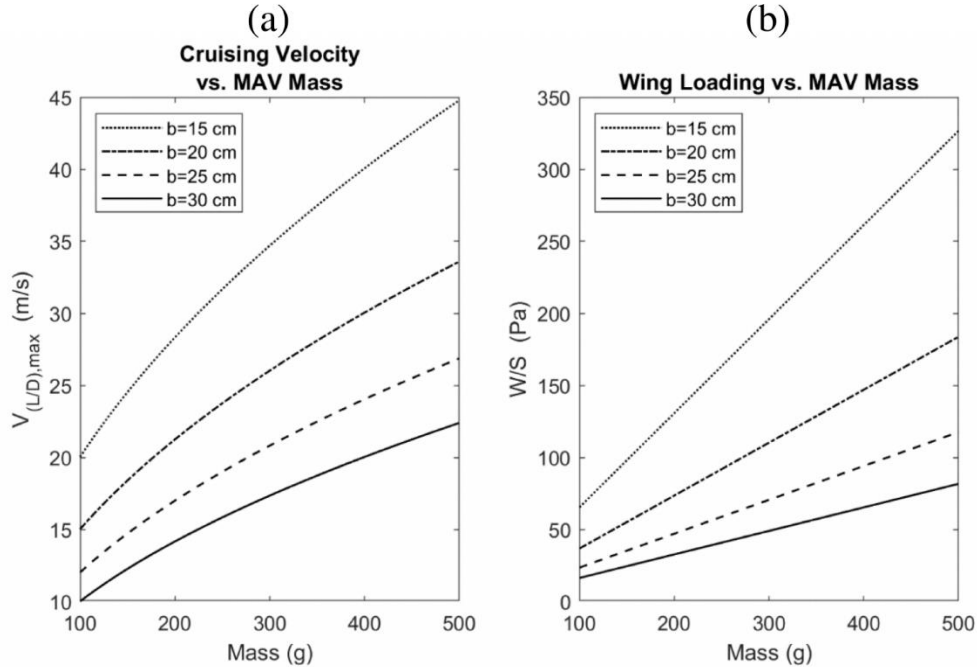 (a)
Cruising Velocity
vs. MAV Mass
45
40
35
30
25
20
15
10
V(L/D),max (m/s)
b=15 cm
b=20 cm
b=25 cm
b=30 cm
100 200 300 400 500
Mass (g)
(b)
Wing Loading vs. MAV Mass
350
300
250
200
150
100
50
0
W/S (Pa)
b=15 cm
b=20 cm
b=25 cm
b=30 cm
100 200 300 400 500
Mass (g)